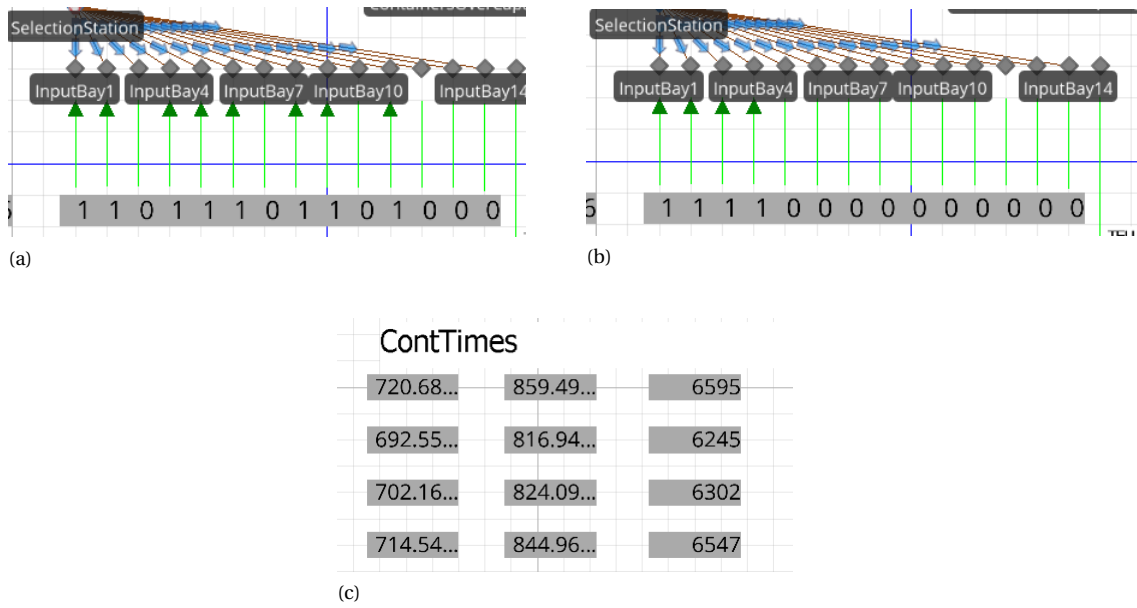 SelectionStation
InputBay1 InputBay4 InputBay7 InputBay10 InputBay14
1 1 0 1 1 1 0 1 1 0 1 0 0 0
(a)
SelectionStation
InputBay1 InputBay4 InputBay7 InputBay10 InputBay14
6 1 1 1 1 0 0 0 0 0 0 0 0 0 0
(b)
ContTimes
720.68... 859.49... 6595
692.55... 816.94... 6245
702.16... 824.09... 6302
714.54... 844.96... 6547
(c)